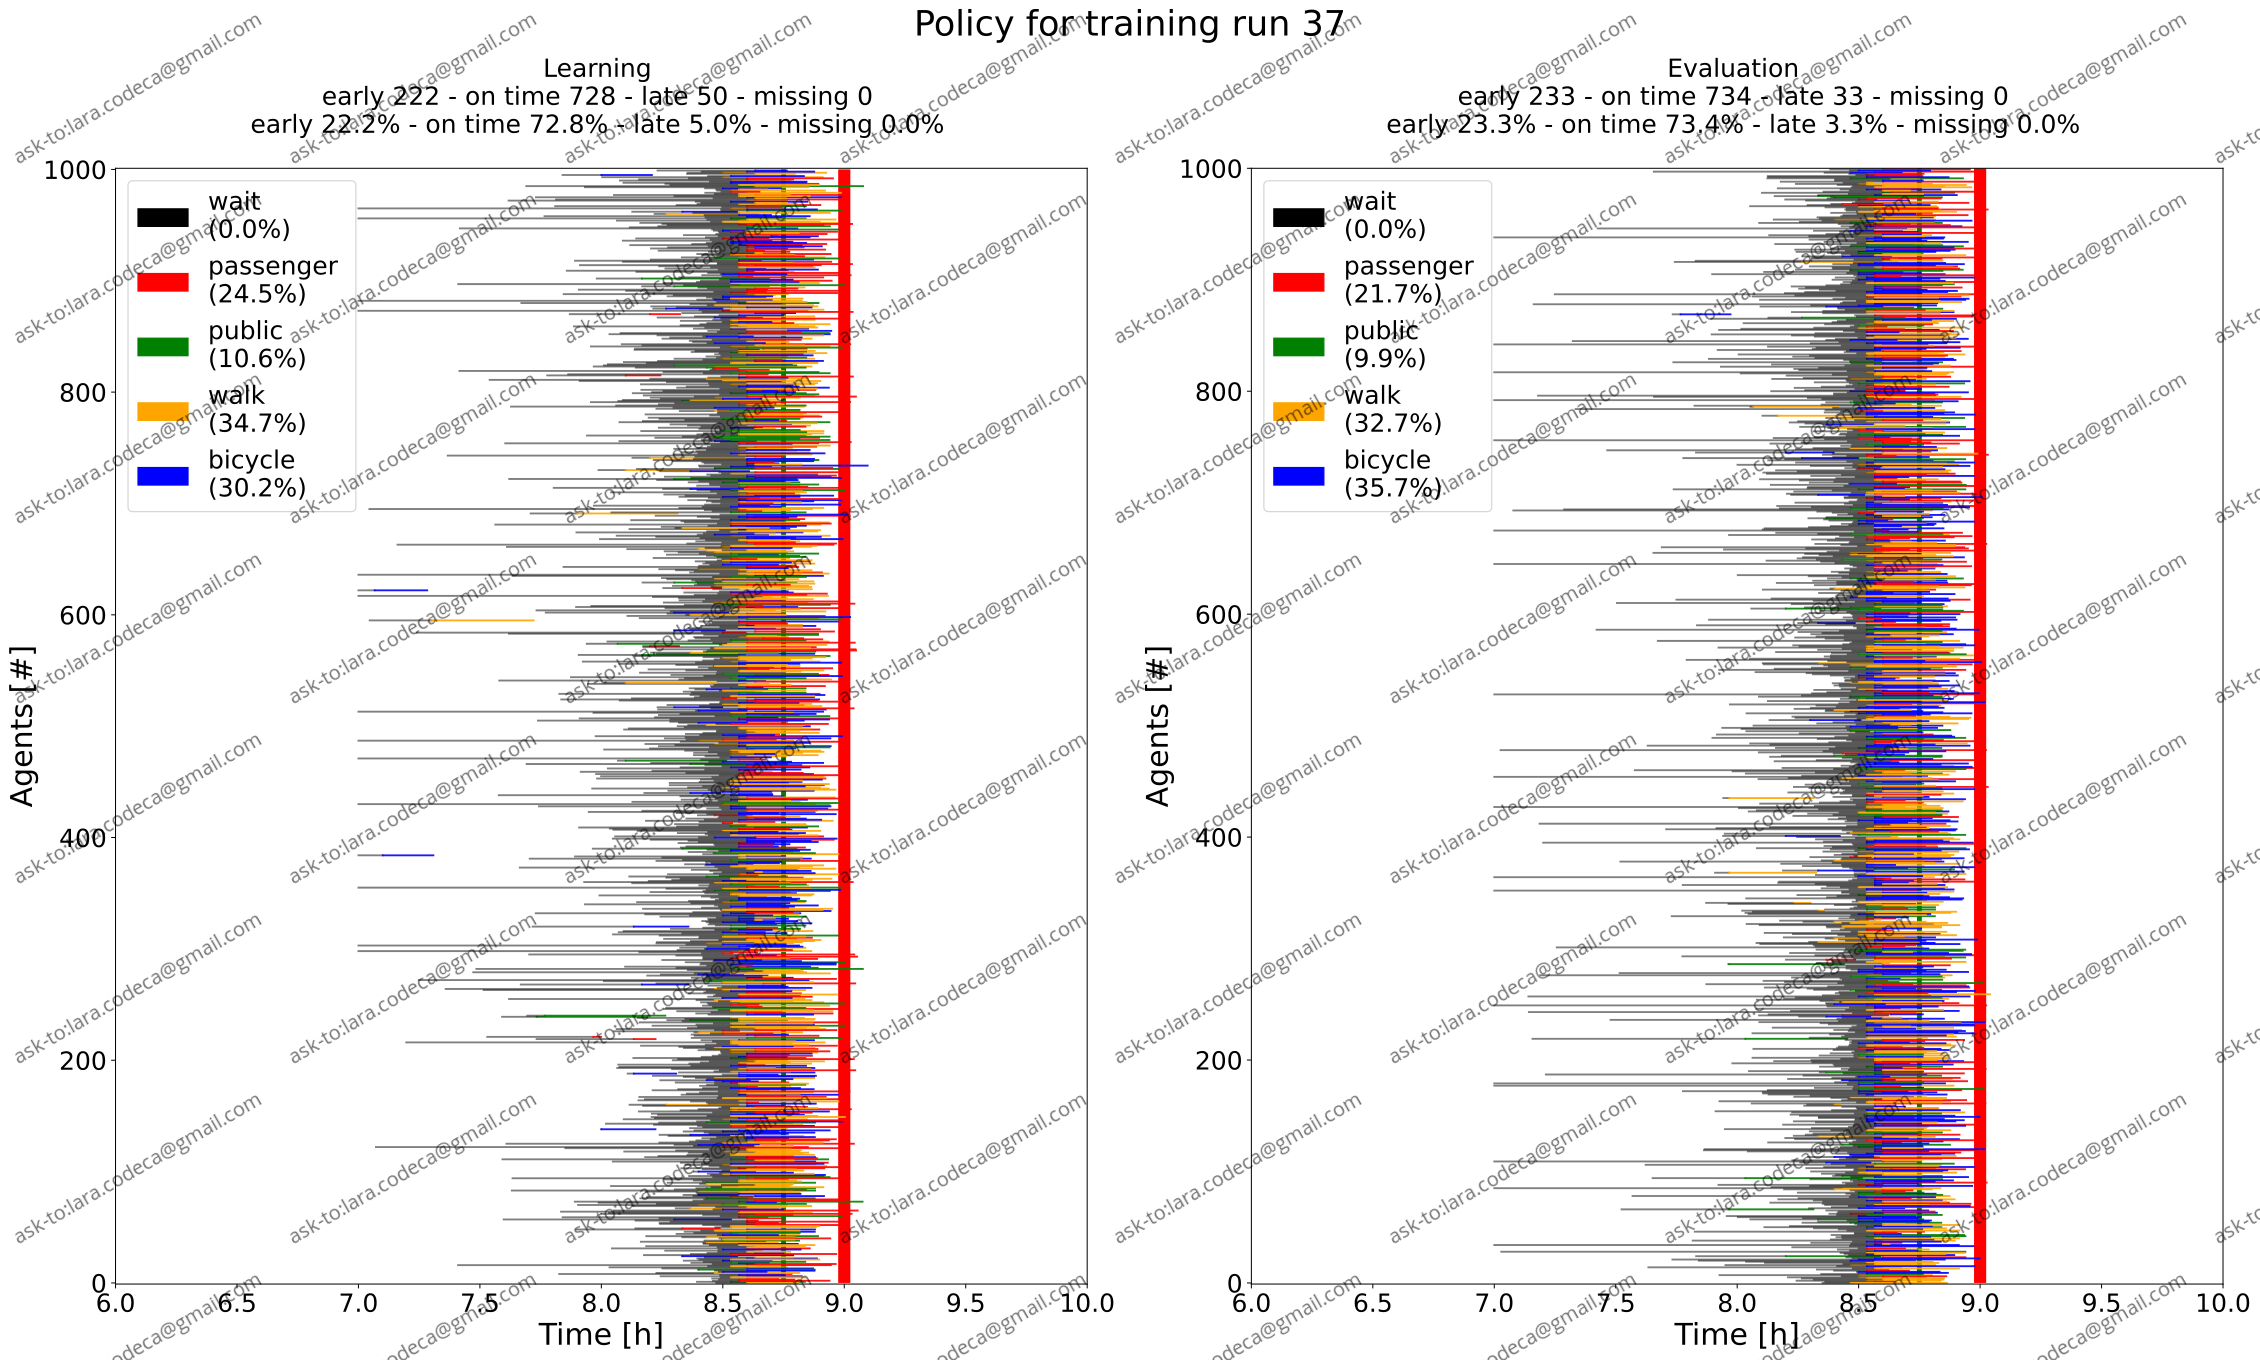 Policy for training run 37
Learning
early 222 - on time 728 - late 50 - missing 0
early 22.2% - on time 72.8% - late 5.0% - missing 0.0%
Evaluation
early 233 - on time 734 - late 33 - missing 0
early 23.3% - on time 73.4% - late 3.3% - missing 0.0%
wait
(0.0%)
passenger
(24.5%)
public
(10.6%)
walk
(34.7%)
bicycle
(30.2%)
1000
800
600
400
200
0
Agents [#]
6.0 6.5 7.0 7.5 8.0 8.5 9.0 9.5 10.0
Time [h]
wait
(0.0%)
passenger
(21.7%)
public
(9.9%)
walk
(32.7%)
bicycle
(35.7%)
1000
800
600
400
200
0
Agents [#]
6.0 6.5 7.0 7.5 8.0 8.5 9.0 9.5 10.0
Time [h]
ask-to:lara.codeca@gmail.com